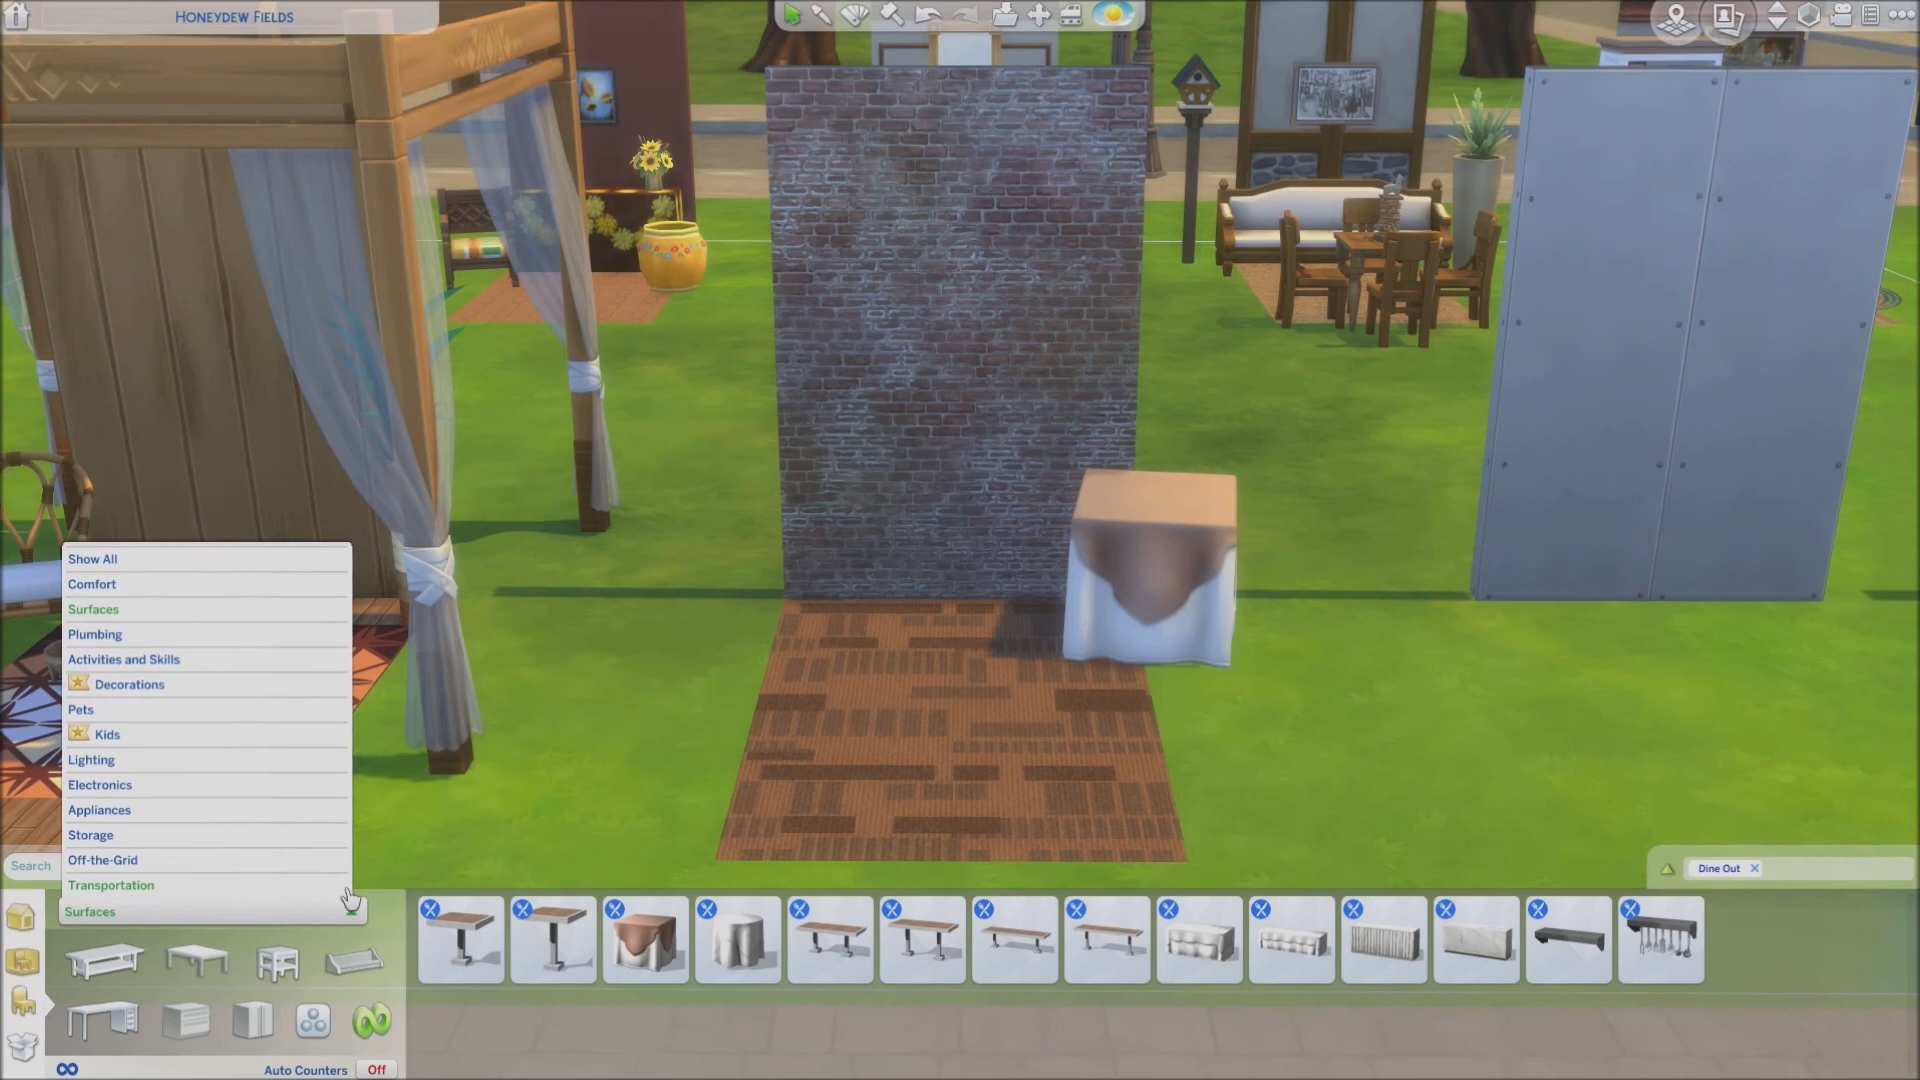 Honeydew Fields
Show All
Comfort
Surfaces
Plumbing
Activities and Skills
Decorations
Pets
Kids
Lighting
Electronics
Appliances
Storage
Off-the-Grid
Transportation
Search
Surfaces
Dine Out
Auto Counters Off